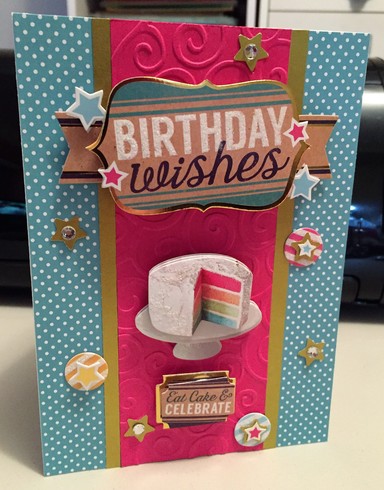 BIRTHDAY
wishes
Eat Cake &
CELEBRATE